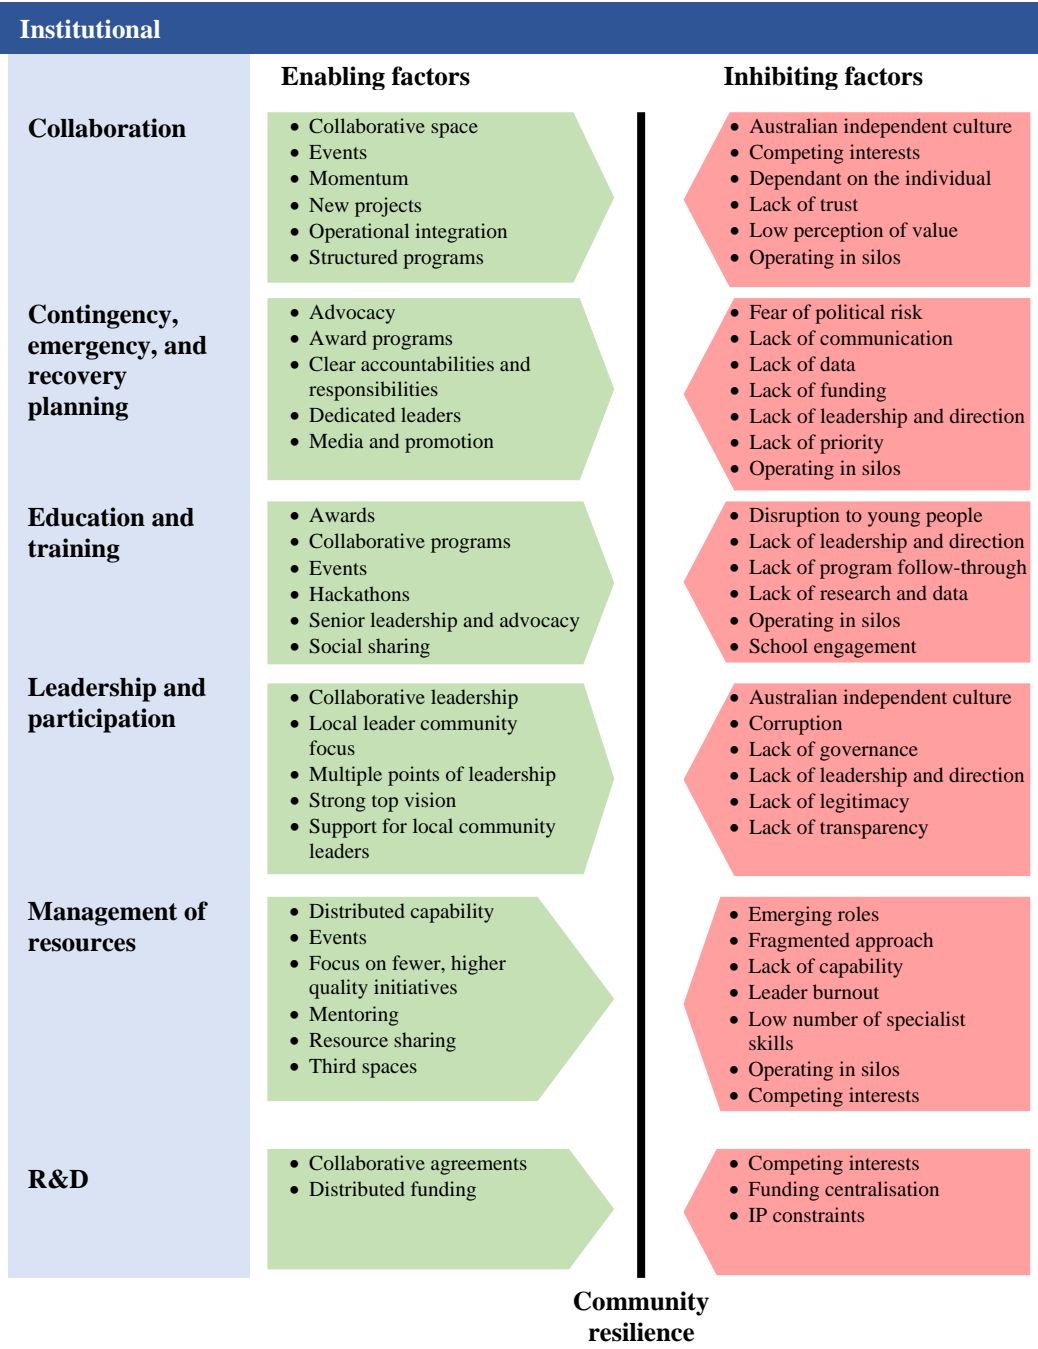 Institutional
Enabling factors
Inhibiting factors
Collaboration
• Collaborative space
• Events
• Momentum
• New projects
• Operational integration
• Structured programs
• Australian independent culture
• Competing interests
• Dependant on the individual
• Lack of trust
• Low perception of value
• Operating in silos
Contingency,
emergency, and
recovery
planning
• Advocacy
• Award programs
• Clear accountabilities and
responsibilities
• Dedicated leaders
• Media and promotion
• Fear of political risk
• Lack of communication
• Lack of data
• Lack of funding
• Lack of leadership and direction
• Lack of priority
• Operating in silos
Education and
training
• Awards
• Collaborative programs
• Events
• Hackathons
• Senior leadership and advocacy
• Social sharing
• Disruption to young people
• Lack of leadership and direction
• Lack of program follow-through
• Lack of research and data
• Operating in silos
• School engagement
Leadership and
participation
• Collaborative leadership
• Local leader community
focus
• Multiple points of leadership
• Strong top vision
• Support for local community
leaders
• Australian independent culture
• Corruption
• Lack of governance
• Lack of leadership and direction
• Lack of legitimacy
• Lack of transparency
Management of
resources
• Distributed capability
• Events
• Focus on fewer, higher
quality initiatives
• Mentoring
• Resource sharing
• Third spaces
• Emerging roles
• Fragmented approach
• Lack of capability
• Leader burnout
• Low number of specialist
skills
• Operating in silos
• Competing interests
R&D
• Collaborative agreements
• Distributed funding
• Competing interests
• Funding centralisation
• IP constraints
Community
resilience